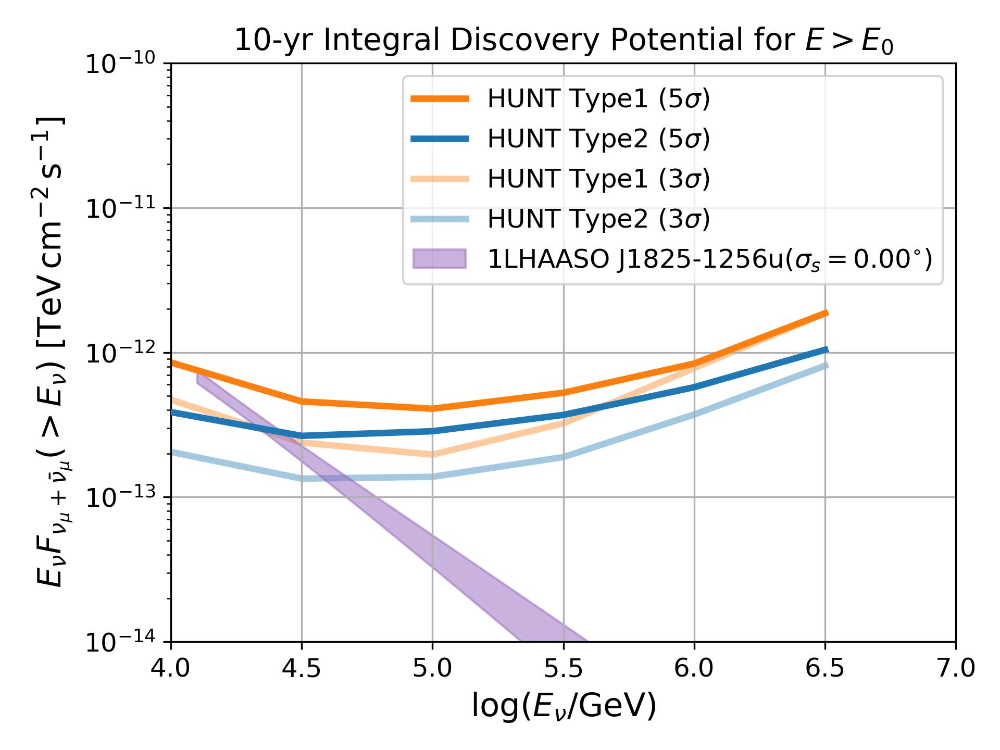 10-yr Integral Discovery Potential for E > E₀
E_νF_{ν_μ + ν̄_μ}(> E_ν) [TeV cm⁻² s⁻¹]
10⁻¹⁰
10⁻¹¹
10⁻¹²
10⁻¹³
10⁻¹⁴
HUNT Type1 (5σ)
HUNT Type2 (5σ)
HUNT Type1 (3σ)
HUNT Type2 (3σ)
1LHAASO J1825-1256u(σₛ = 0.00°)
4.0 4.5 5.0 5.5 6.0 6.5 7.0
log(E_ν/GeV)